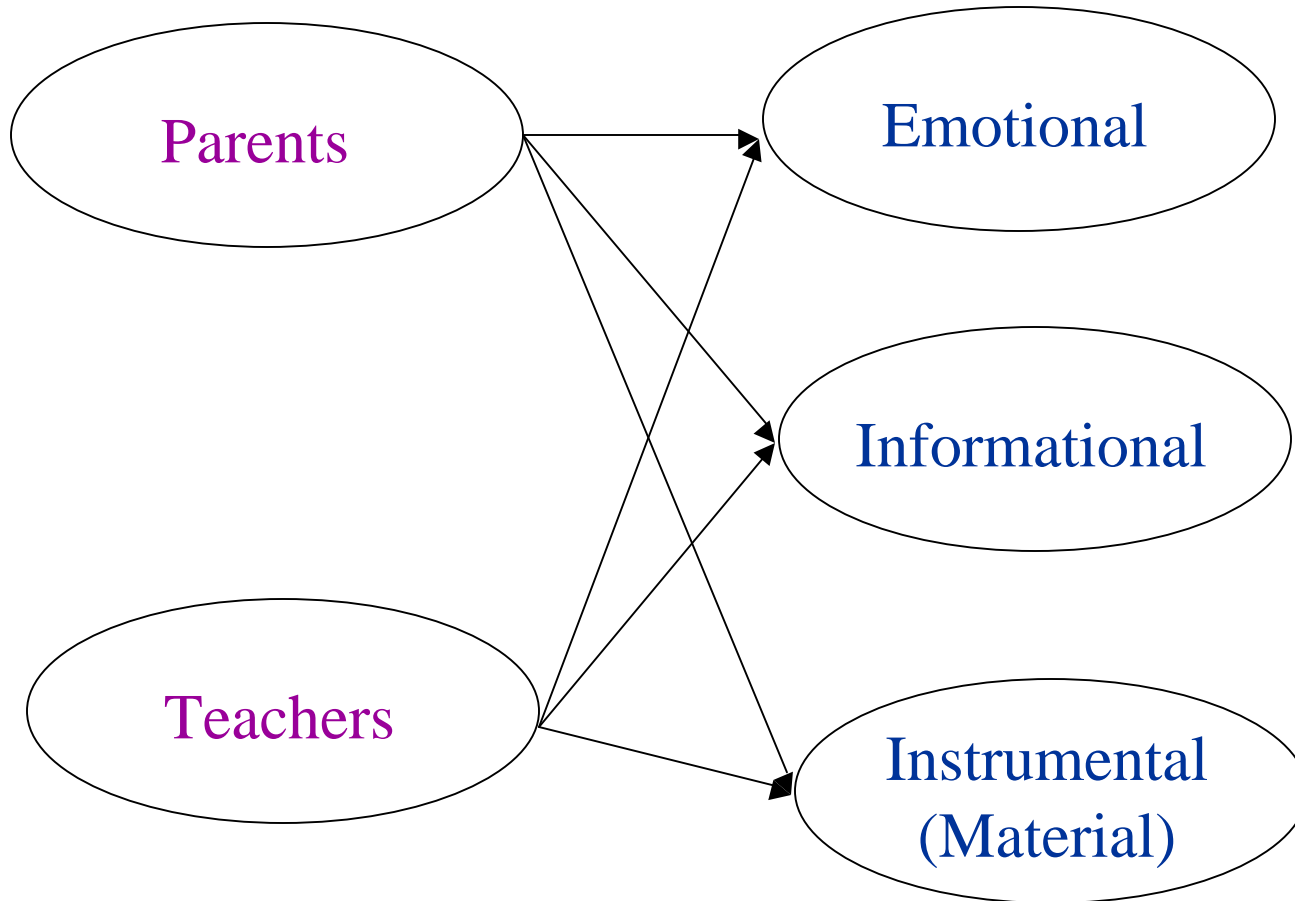 Parents
Emotional
Informational
Teachers
Instrumental
(Material)